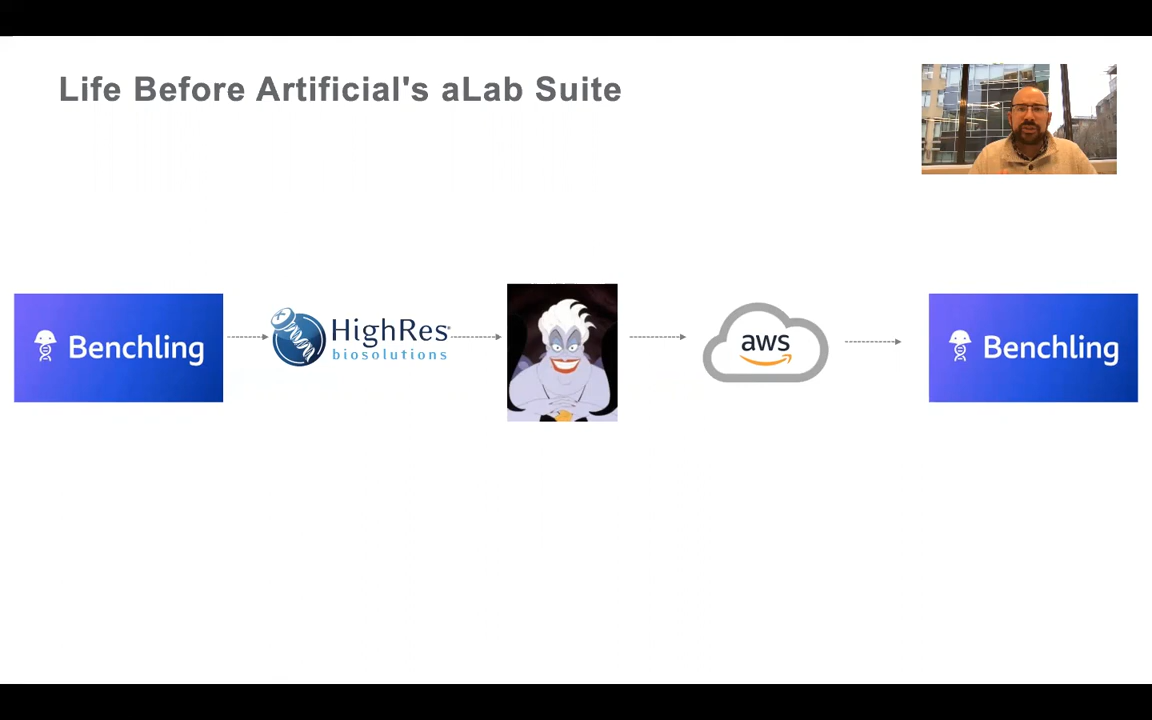 Life Before Artificial's aLab Suite
Benchling
HighRes
biosolutions
aws
Benchling